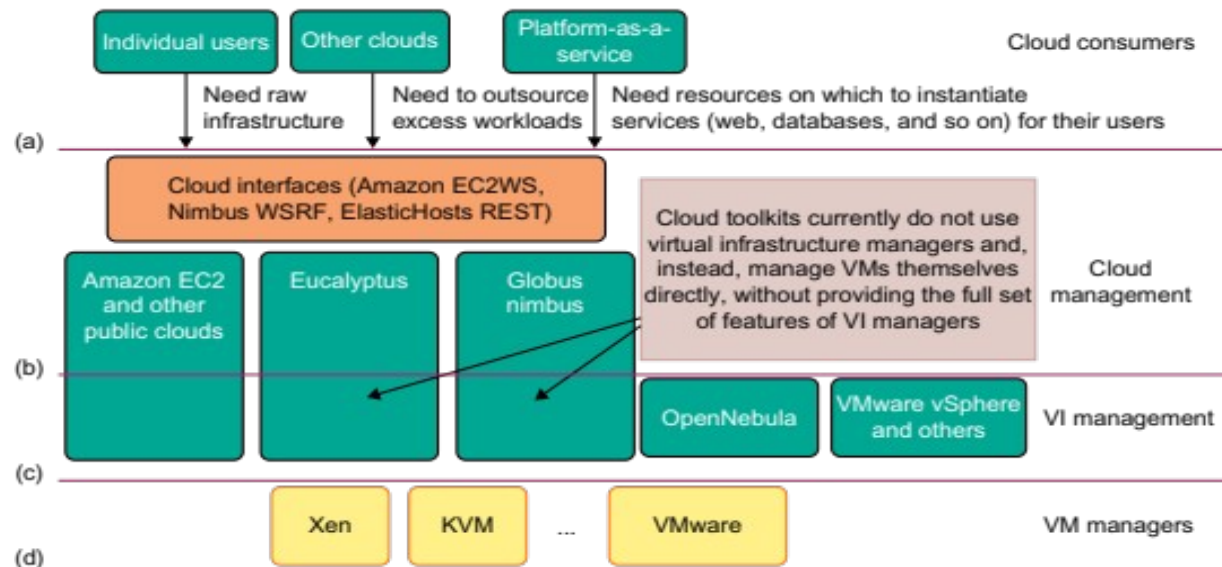 Individual users
Other clouds
Platform-as-a-
service
Cloud consumers
Need raw
infrastructure
Need to outsource
excess workloads
Need resources on which to instantiate
services (web, databases, and so on) for their users
(a)
Cloud interfaces (Amazon EC2WS,
Nimbus WSRF, ElasticHosts REST)
Cloud toolkits currently do not use
virtual infrastructure managers and,
instead, manage VMs themselves
directly, without providing the full set
of features of VI managers
Amazon EC2
and other
public clouds
Eucalyptus
Globus
nimbus
Cloud
management
(b)
OpenNebula
VMware vSphere
and others
VI management
(c)
Xen
KVM
...
VMware
VM managers
(d)